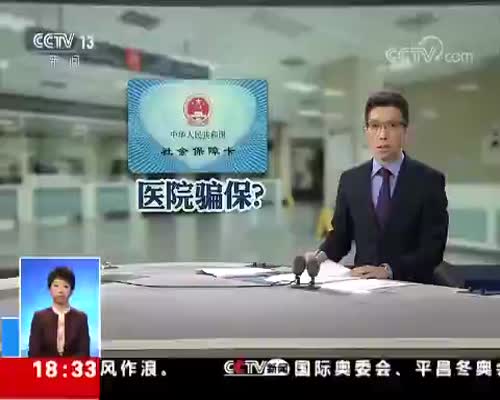 CCTV 13
新闻
CCTV.com
中华人民共和国
社会保障卡
医院骗保?
18:33
风作浪。 CCTV新闻 国际奥委会、平昌冬奥会